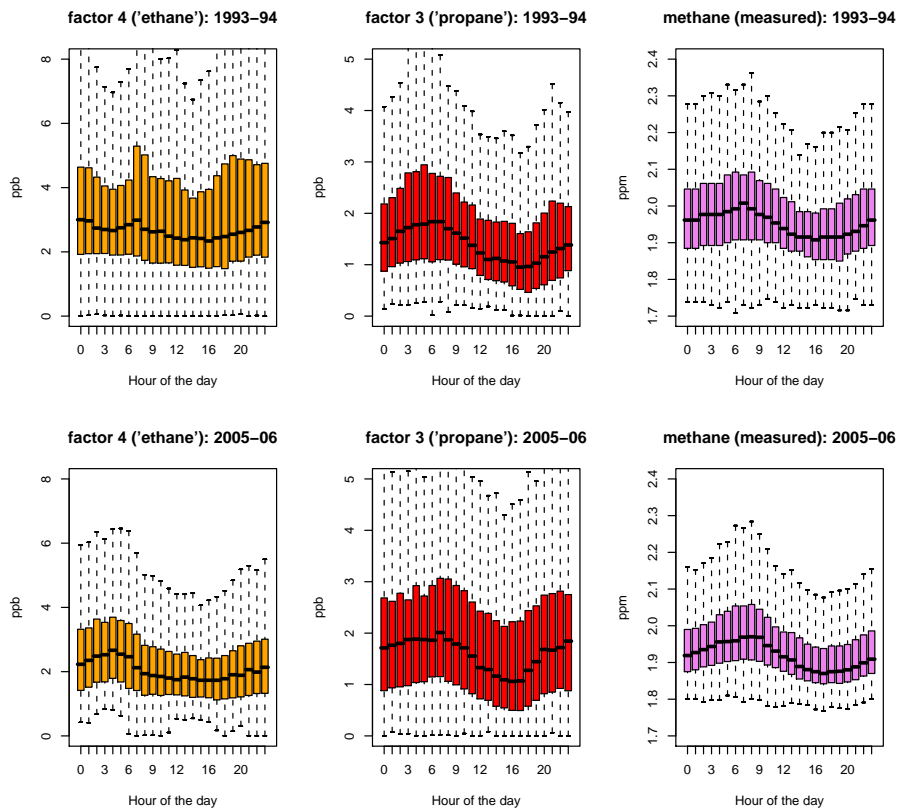 factor 4 ('ethane'): 1993−94
ppb
0 2 4 6 8
0 3 6 9 12 16 20
Hour of the day
factor 3 ('propane'): 1993−94
ppb
0 1 2 3 4 5
0 3 6 9 12 16 20
Hour of the day
methane (measured): 1993−94
ppm
1.7 1.8 1.9 2.0 2.1 2.2 2.3 2.4
0 3 6 9 12 16 20
Hour of the day
factor 4 ('ethane'): 2005−06
ppb
0 2 4 6 8
0 3 6 9 12 16 20
Hour of the day
factor 3 ('propane'): 2005−06
ppb
0 1 2 3 4 5
0 3 6 9 12 16 20
Hour of the day
methane (measured): 2005−06
ppm
1.7 1.8 1.9 2.0 2.1 2.2 2.3 2.4
0 3 6 9 12 16 20
Hour of the day